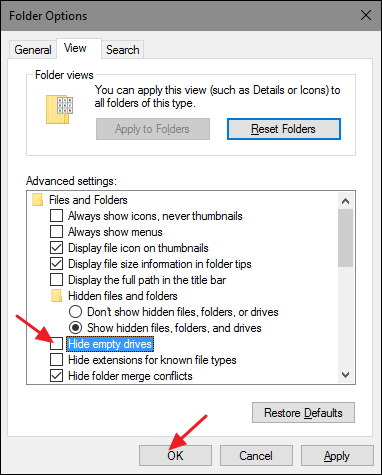 Folder Options
General View Search
Folder views
You can apply this view (such as Details or Icons) to
all folders of this type.
Apply to Folders Reset Folders
Advanced settings:
Files and Folders
Always show icons, never thumbnails
Always show menus
Display file icon on thumbnails
Display file size information in folder tips
Display the full path in the title bar
Hidden files and folders
Don't show hidden files, folders, or drives
Show hidden files, folders, and drives
Hide empty drives
Hide extensions for known file types
Hide folder merge conflicts
Restore Defaults
OK Cancel Apply